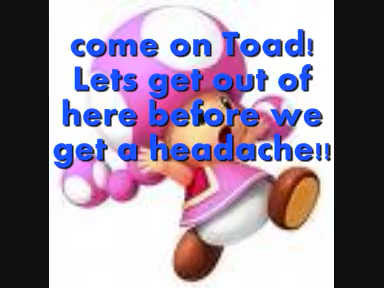 come on Toad!
Lets get out of
here before we
get a headache!!